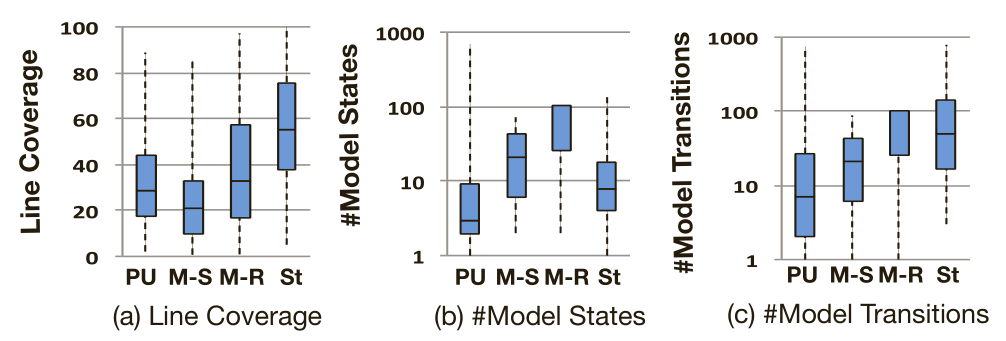 Line Coverage
100
80
60
40
20
0
PU M-S M-R St
(a) Line Coverage
#Model States
1000
100
10
1
PU M-S M-R St
(b) #Model States
#Model Transitions
1000
100
10
1
PU M-S M-R St
(c) #Model Transitions